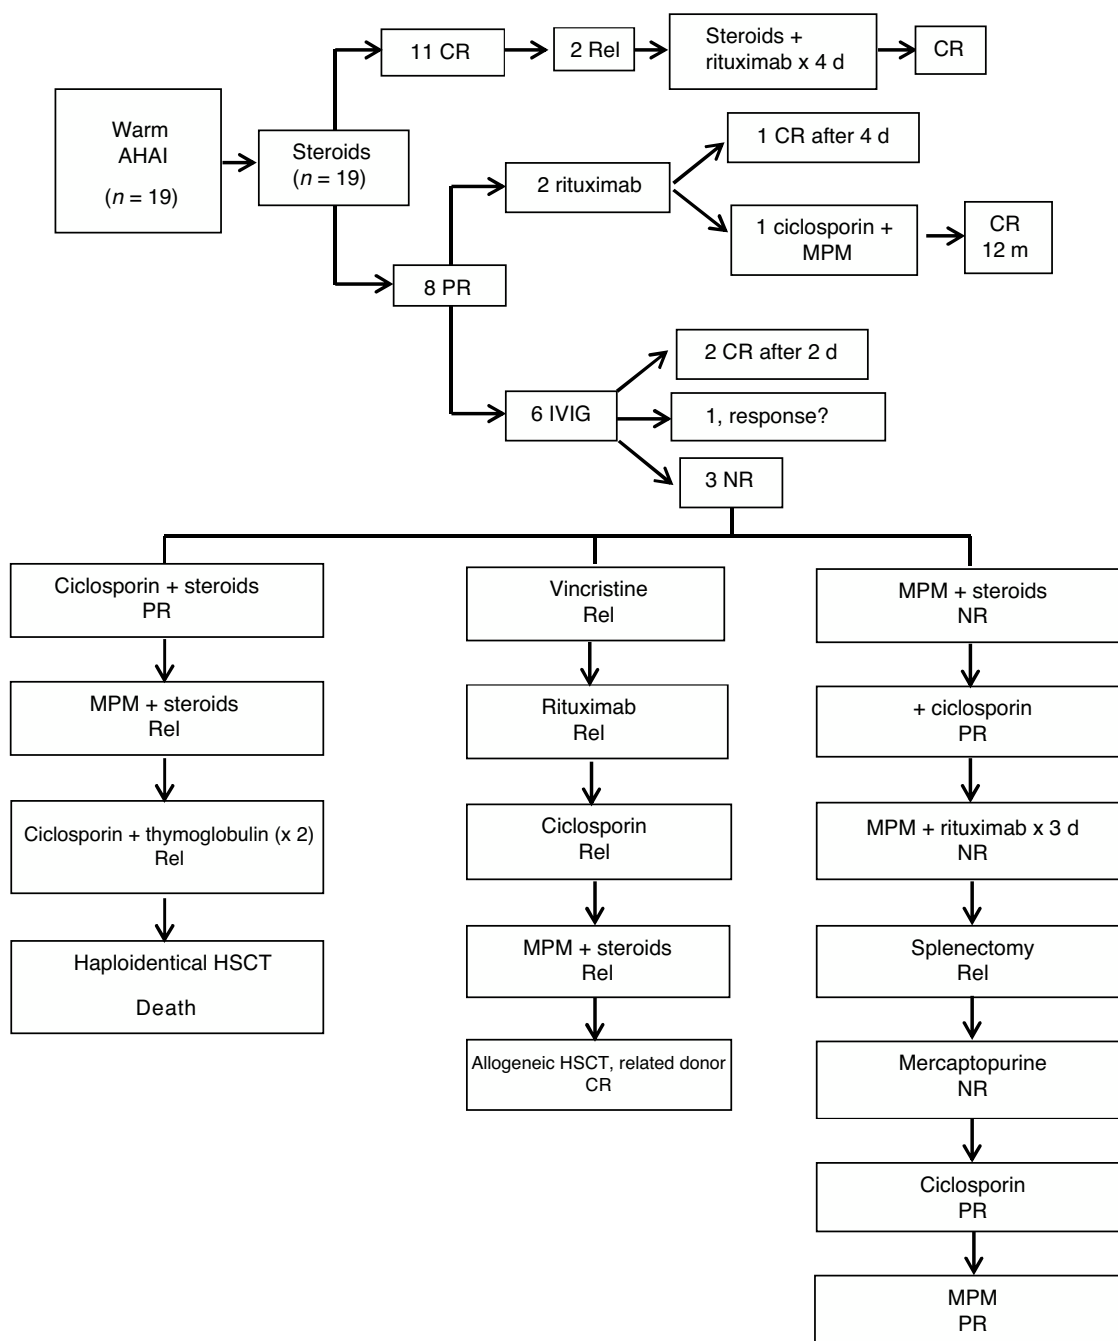 11 CR
2 Rel
Steroids +
rituximab x 4 d
CR
Warm
AHAI
(n = 19)
Steroids
(n = 19)
1 CR after 4 d
2 rituximab
1 ciclosporin +
MPM
CR
12 m
8 PR
2 CR after 2 d
6 IVIG
1, response?
3 NR
Ciclosporin + steroids
PR
MPM + steroids
Rel
Ciclosporin + thymoglobulin (x 2)
Rel
Haploidentical HSCT
Death
Vincristine
Rel
Rituximab
Rel
Ciclosporin
Rel
MPM + steroids
Rel
Allogeneic HSCT, related donor
CR
MPM + steroids
NR
+ ciclosporin
PR
MPM + rituximab x 3 d
NR
Splenectomy
Rel
Mercaptopurine
NR
Ciclosporin
PR
MPM
PR